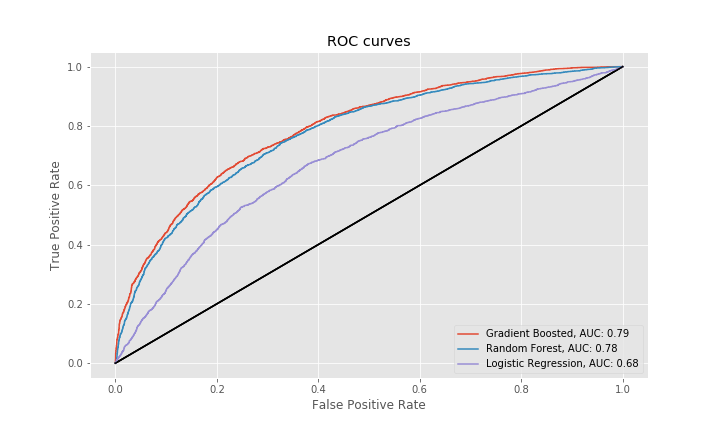 ROC curves
True Positive Rate
1.0
0.8
0.6
0.4
0.2
0.0
Gradient Boosted, AUC: 0.79
Random Forest, AUC: 0.78
Logistic Regression, AUC: 0.68
0.0 0.2 0.4 0.6 0.8 1.0
False Positive Rate